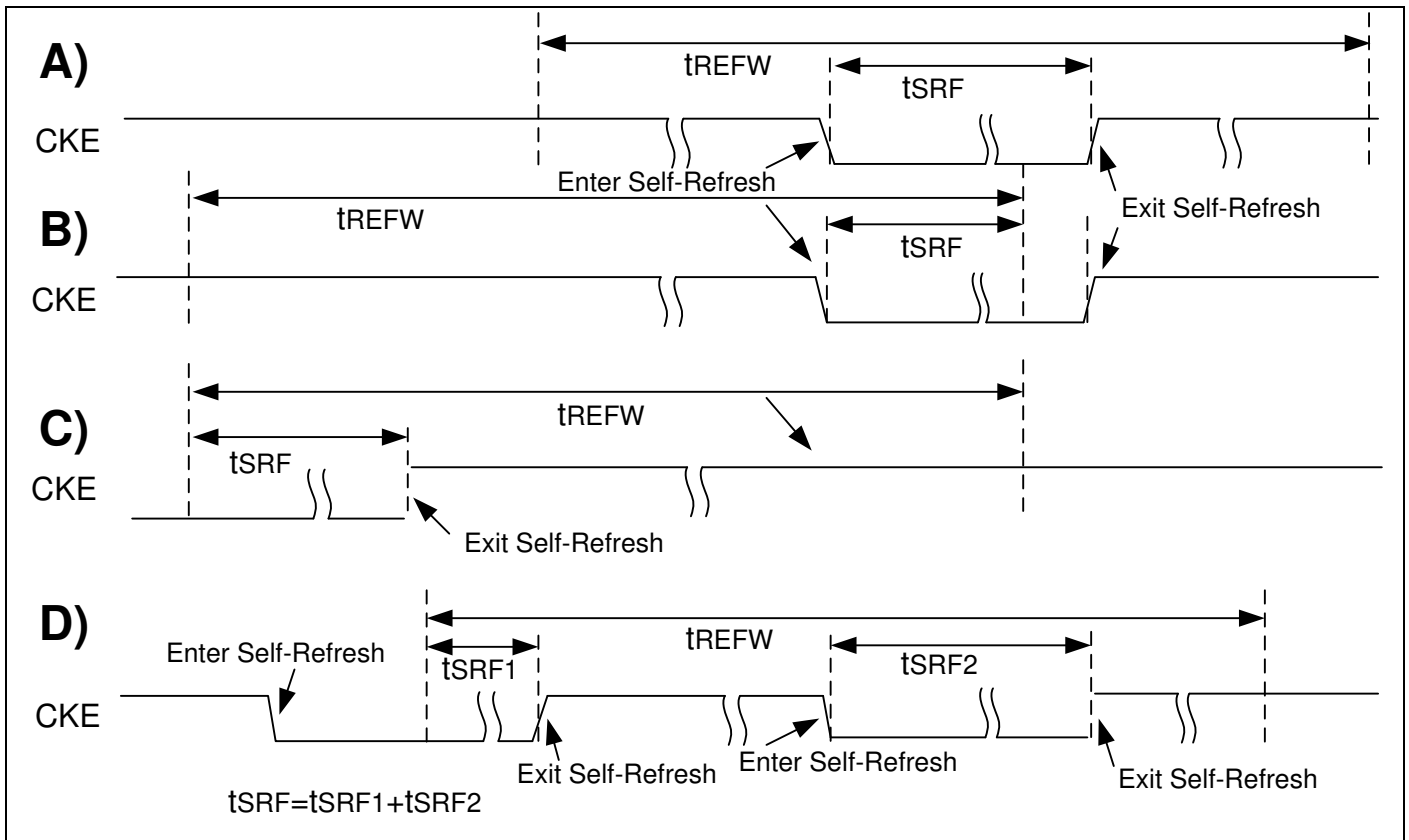 A)
tREFW
tSRF
CKE
Enter Self-Refresh
Exit Self-Refresh
B)
tREFW
tSRF
CKE
C)
tREFW
tSRF
CKE
Exit Self-Refresh
D)
Enter Self-Refresh
tREFW
tSRF1
tSRF2
CKE
Exit Self-Refresh
Enter Self-Refresh
Exit Self-Refresh
tSRF=tSRF1+tSRF2